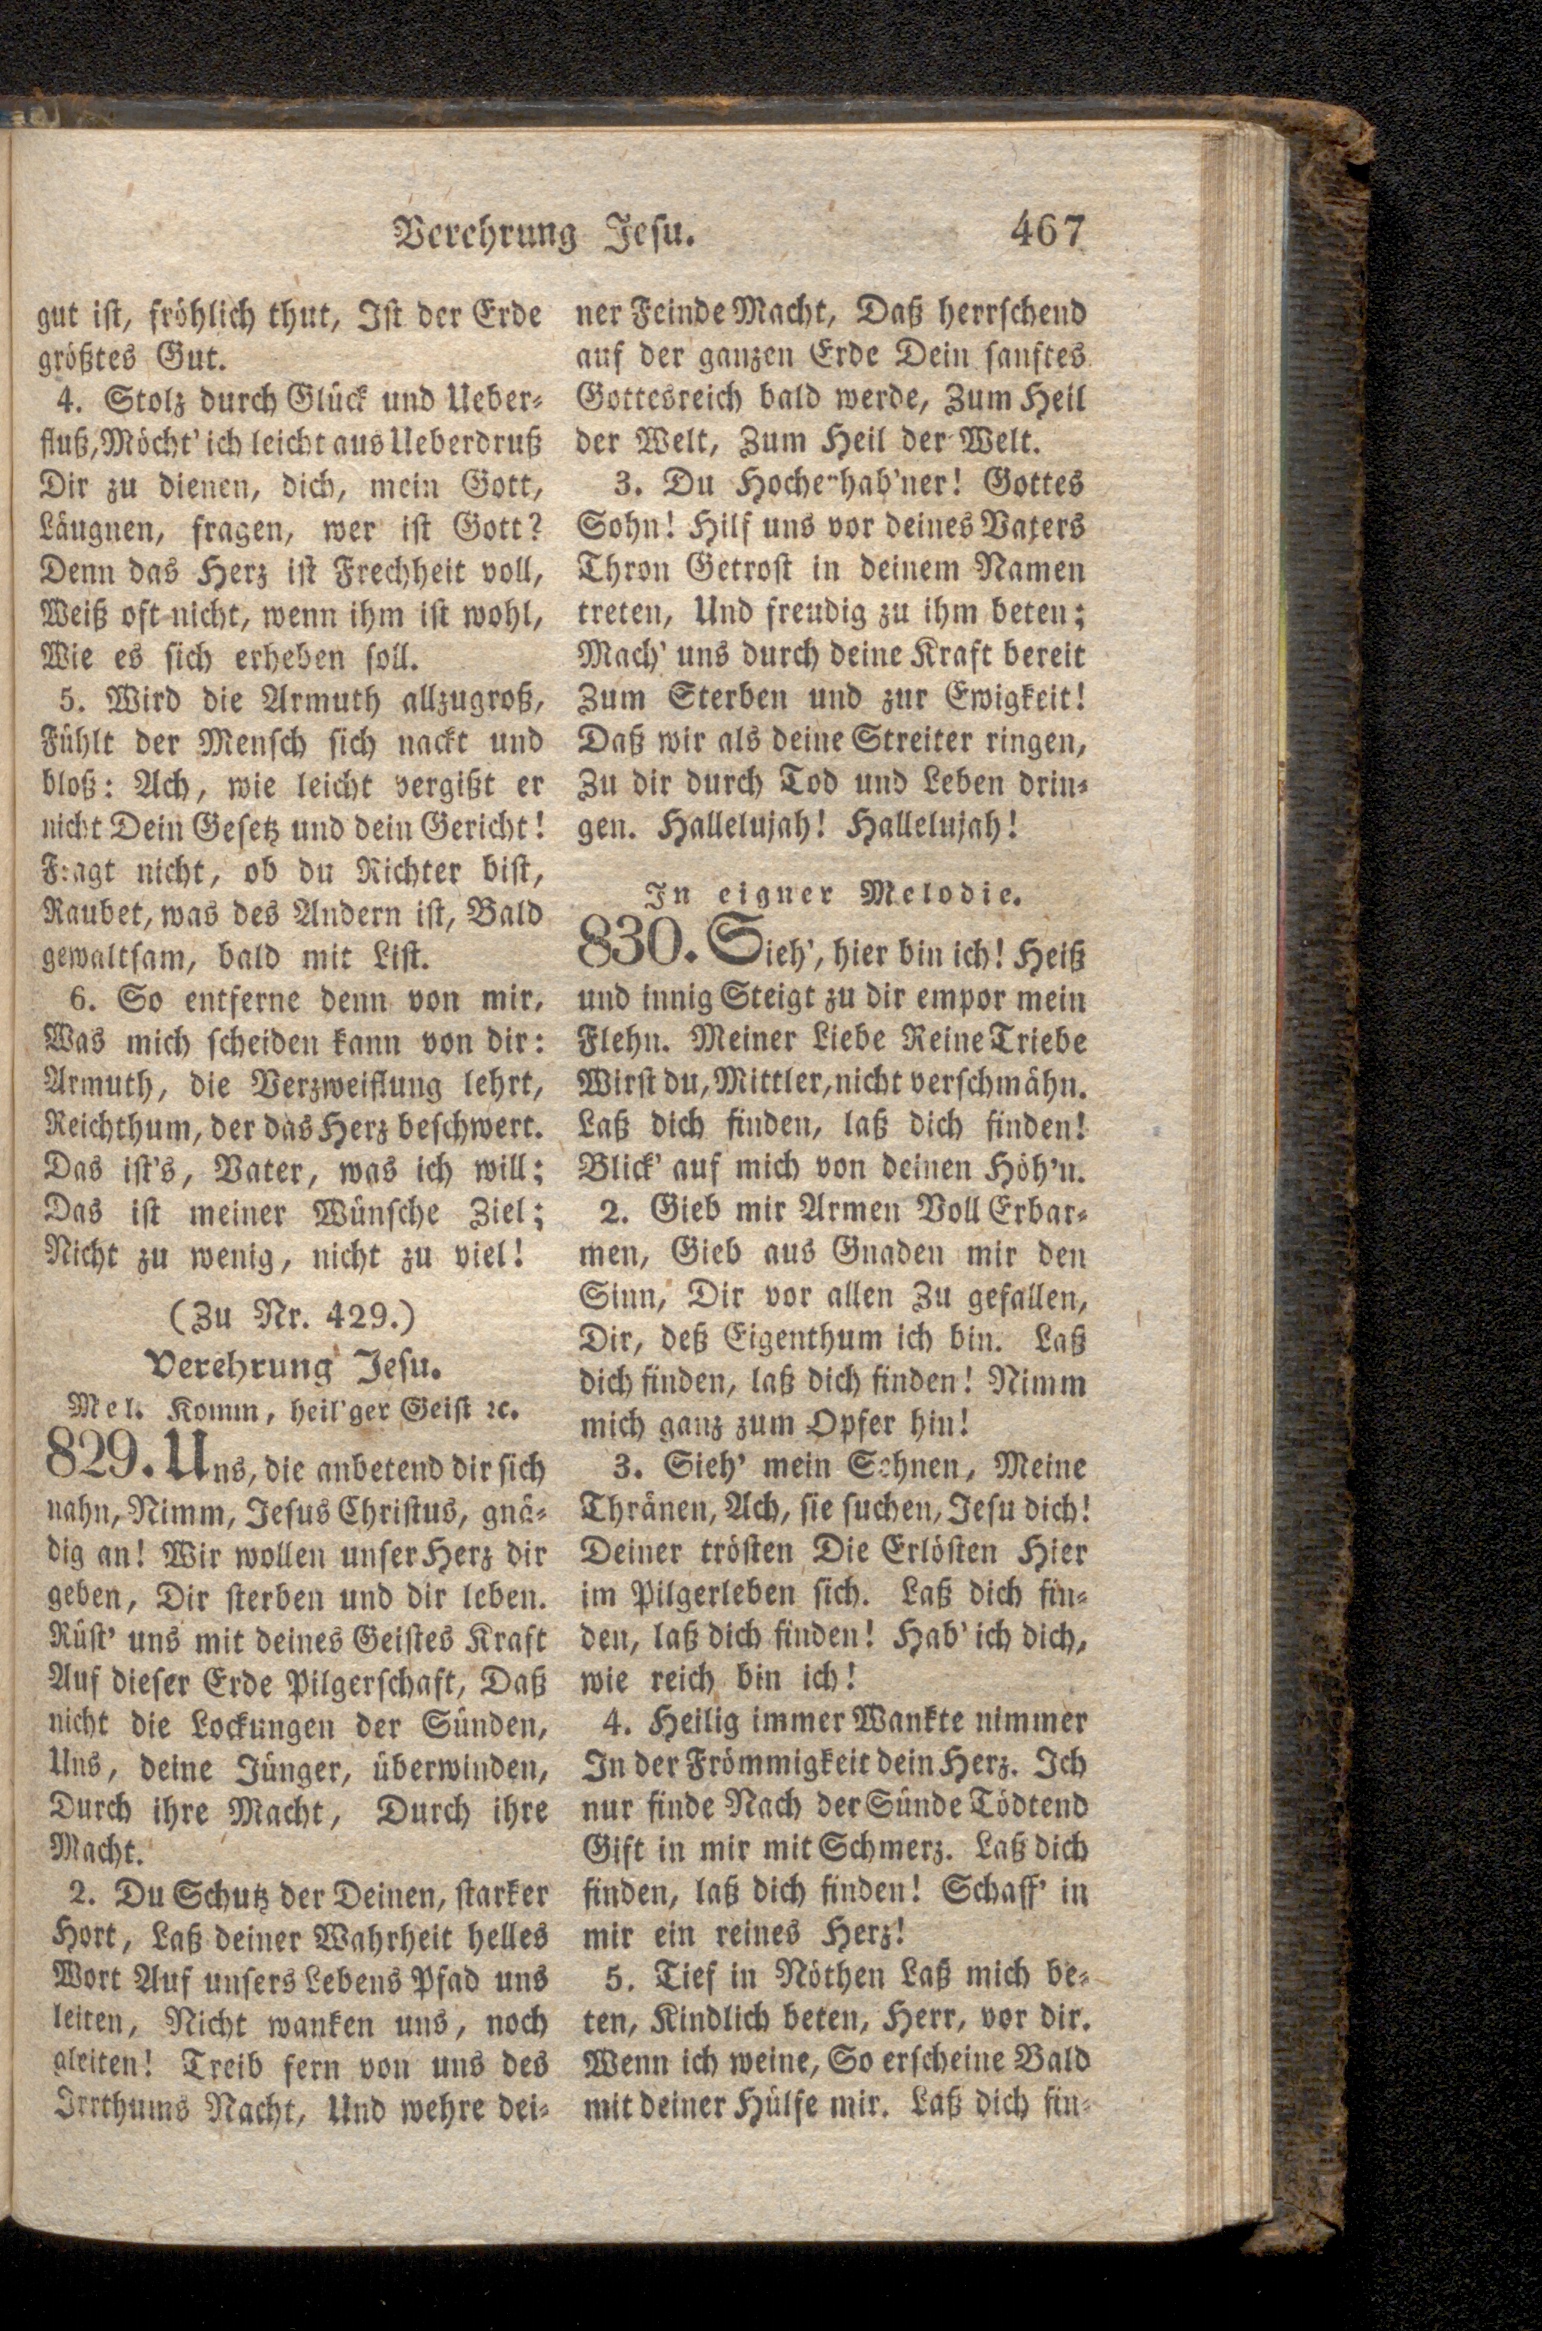 Verehrung Jesu. 467
gut ist, fröhlich thut, Ist der Erde
größtes Gut.
4. Stolz durch Glück und Ueber-
fluß, Möcht' ich leicht aus Ueberdruß
Dir zu dienen, dich, mein Gott,
Läugnen, fragen, wer ist Gott?
Denn das Herz ist Frechheit voll,
Weiß oft nicht, wenn ihm ist wohl,
Wie es sich erheben soll.
5. Wird die Armuth allzugroß,
Fühlt der Mensch sich nackt und
bloß: Ach, wie leicht vergißt er
nicht Dein Gesetz und dein Gericht!
Fragt nicht, ob du Richter bist,
Raubet, was des Andern ist, Bald
gewaltsam, bald mit List.
6. So entferne denn von mir,
Was mich scheiden kann von dir:
Armuth, die Verzweiflung lehrt,
Reichthum, der das Herz beschwert.
Das ist's, Vater, was ich will;
Das ist meiner Wünsche Ziel;
Nicht zu wenig, nicht zu viel!
(Zu Nr. 429.)
Verehrung Jesu.
Mel. Komm, heil'ger Geist ꝛc.
829. Uns, die anbetend dir sich
nahn, Nimm, Jesus Christus, gnä-
dig an! Wir wollen unser Herz dir
geben, Dir sterben und dir leben.
Rüst' uns mit deines Geistes Kraft
Auf dieser Erde Pilgerschaft, Daß
nicht die Lockungen der Sünden,
Uns, deine Jünger, überwinden,
Durch ihre Macht, Durch ihre
Macht.
2. Du Schutz der Deinen, starker
Hort, Laß deiner Wahrheit helles
Wort Auf unsers Lebens Pfad uns
leiten, Nicht wanken uns, noch
gleiten! Treib fern von uns des
Irrthums Nacht, Und wehre dei-
ner Feinde Macht, Daß herrschend
auf der ganzen Erde Dein sanftes
Gottesreich bald werde, Zum Heil
der Welt, Zum Heil der Welt.
3. Du Hocherhab'ner! Gottes
Sohn! Hilf uns vor deines Vaters
Thron Getrost in deinem Namen
treten, Und freudig zu ihm beten;
Mach' uns durch deine Kraft bereit
Zum Sterben und zur Ewigkeit!
Daß wir als deine Streiter ringen,
Zu dir durch Tod und Leben drin-
gen. Hallelujah! Hallelujah!
In eigner Melodie.
830. Sieh', hier bin ich! Heiß
und innig Steigt zu dir empor mein
Flehn. Meiner Liebe Reine Triebe
Wirst du, Mittler, nicht verschmähn.
Laß dich finden, laß dich finden!
Blick' auf mich von deinen Höh'n.
2. Gieb mir Armen Voll Erbar-
men, Gieb aus Gnaden mir den
Sinn, Dir vor allen Zu gefallen,
Dir, deß Eigenthum ich bin. Laß
dich finden, laß dich finden! Nimm
mich ganz zum Opfer hin!
3. Sieh' mein Sehnen, Meine
Thränen, Ach, sie suchen, Jesu dich!
Deiner trösten Die Erlösten Hier
im Pilgerleben sich. Laß dich fin-
den, laß dich finden! Hab' ich dich,
wie reich bin ich!
4. Heilig immer Wankte nimmer
In der Frömmigkeit dein Herz. Ich
nur finde Nach der Sünde Tödtend
Gift in mir mit Schmerz. Laß dich
finden, laß dich finden! Schaff' in
mir ein reines Herz!
5. Tief in Nöthen Laß mich be-
ten, Kindlich beten, Herr, vor dir.
Wenn ich weine, So erscheine Bald
mit deiner Hülfe mir. Laß dich fin-